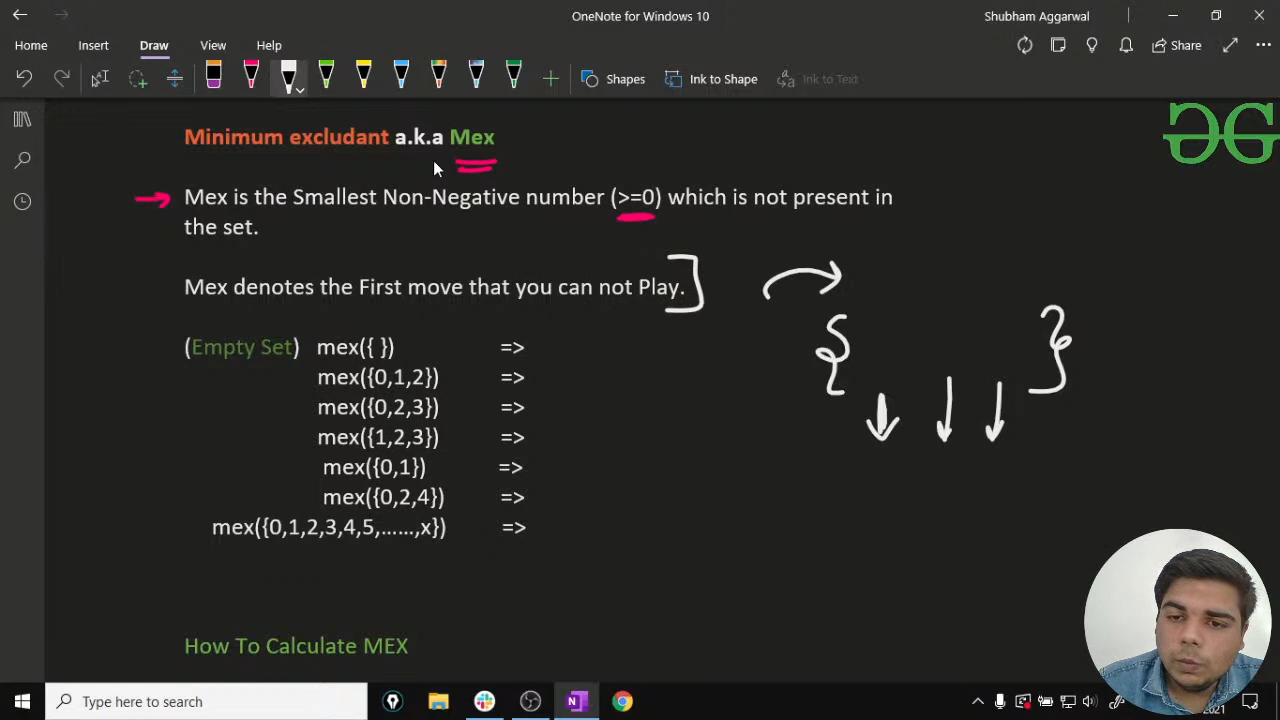 OneNote for Windows 10
Shubham Aggarwal
Home Insert Draw View Help
Share
Shapes
Ink to Shape
Ink to Text
Minimum excludant a.k.a Mex
Mex is the Smallest Non-Negative number (>=0) which is not present in
the set.
Mex denotes the First move that you can not Play.
(Empty Set) mex({ }) =>
mex({0,1,2}) =>
mex({0,2,3}) =>
mex({1,2,3}) =>
mex({0,1}) =>
mex({0,2,4}) =>
mex({0,1,2,3,4,5,......,x}) =>
How To Calculate MEX
Type here to search
2021